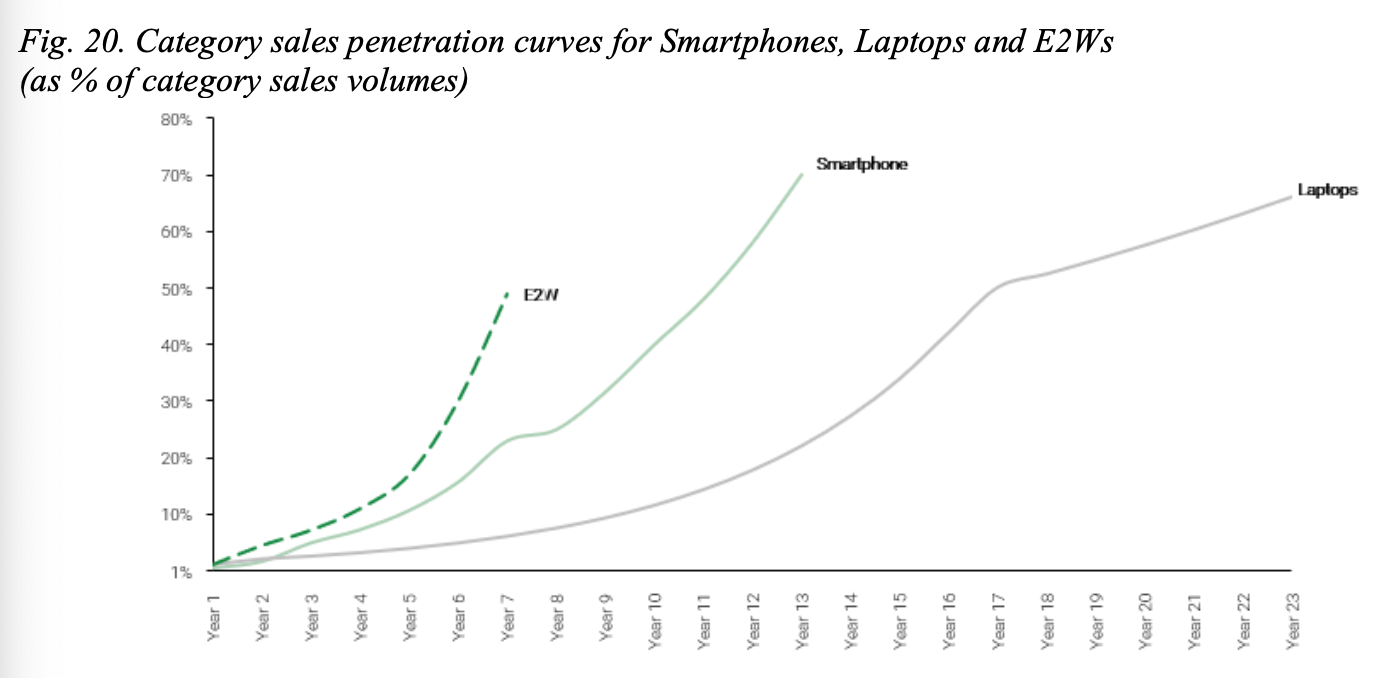 Fig. 20. Category sales penetration curves for Smartphones, Laptops and E2Ws
(as % of category sales volumes)
80%
70%
60%
50%
40%
30%
20%
10%
1%
Smartphone
Laptops
E2W
Year 1
Year 2
Year 3
Year 4
Year 5
Year 6
Year 7
Year 8
Year 9
Year 10
Year 11
Year 12
Year 13
Year 14
Year 15
Year 16
Year 17
Year 18
Year 19
Year 20
Year 21
Year 22
Year 23